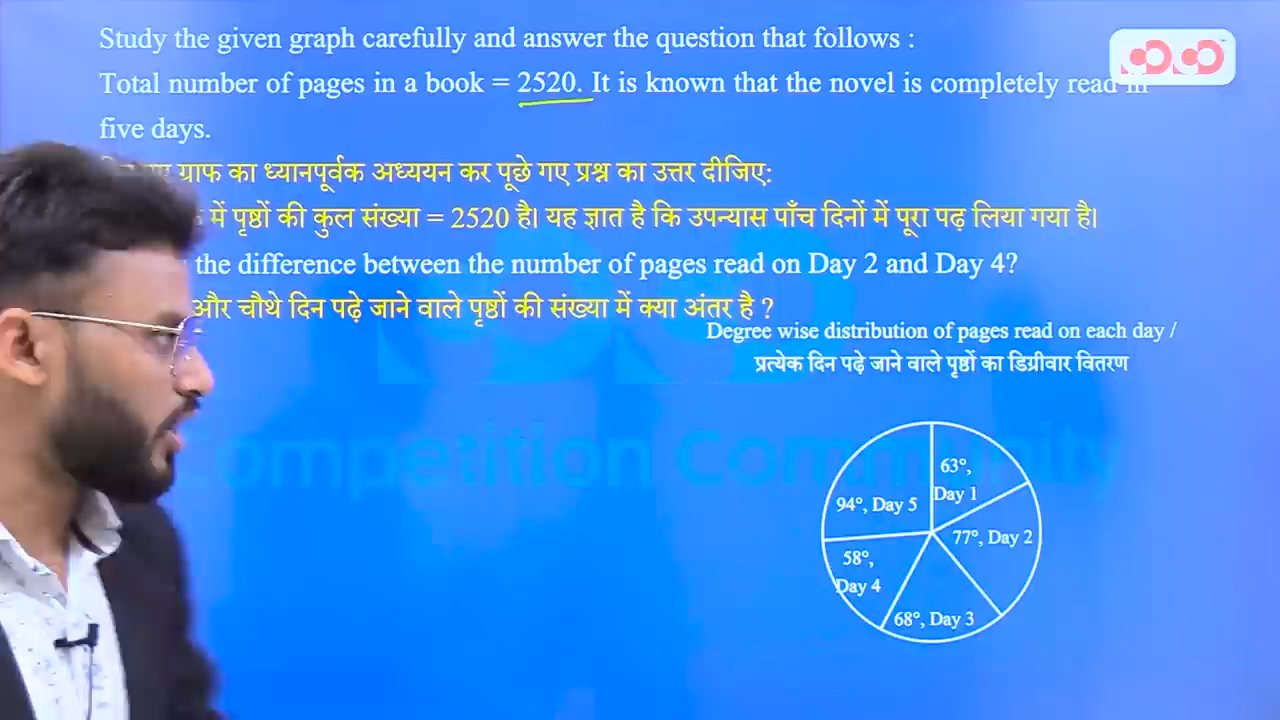 Study the given graph carefully and answer the question that follows :
Total number of pages in a book = 2520. It is known that the novel is completely read in
five days.
ग्राफ का ध्यानपूर्वक अध्ययन कर पूछे गए प्रश्न का उत्तर दीजिए:
में पृष्ठों की कुल संख्या = 2520 है। यह ज्ञात है कि उपन्यास पाँच दिनों में पूरा पढ़ लिया गया है।
the difference between the number of pages read on Day 2 and Day 4?
और चौथे दिन पढ़े जाने वाले पृष्ठों की संख्या में क्या अंतर है ?
Degree wise distribution of pages read on each day /
प्रत्येक दिन पढ़े जाने वाले पृष्ठों का डिग्रीवार वितरण
63°,
Day 1
94°, Day 5
77°, Day 2
58°,
Day 4
68°, Day 3
Competition Community